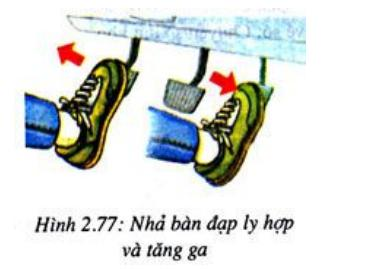 Hình 2.77: Nhả bàn đạp ly hợp
và tăng ga